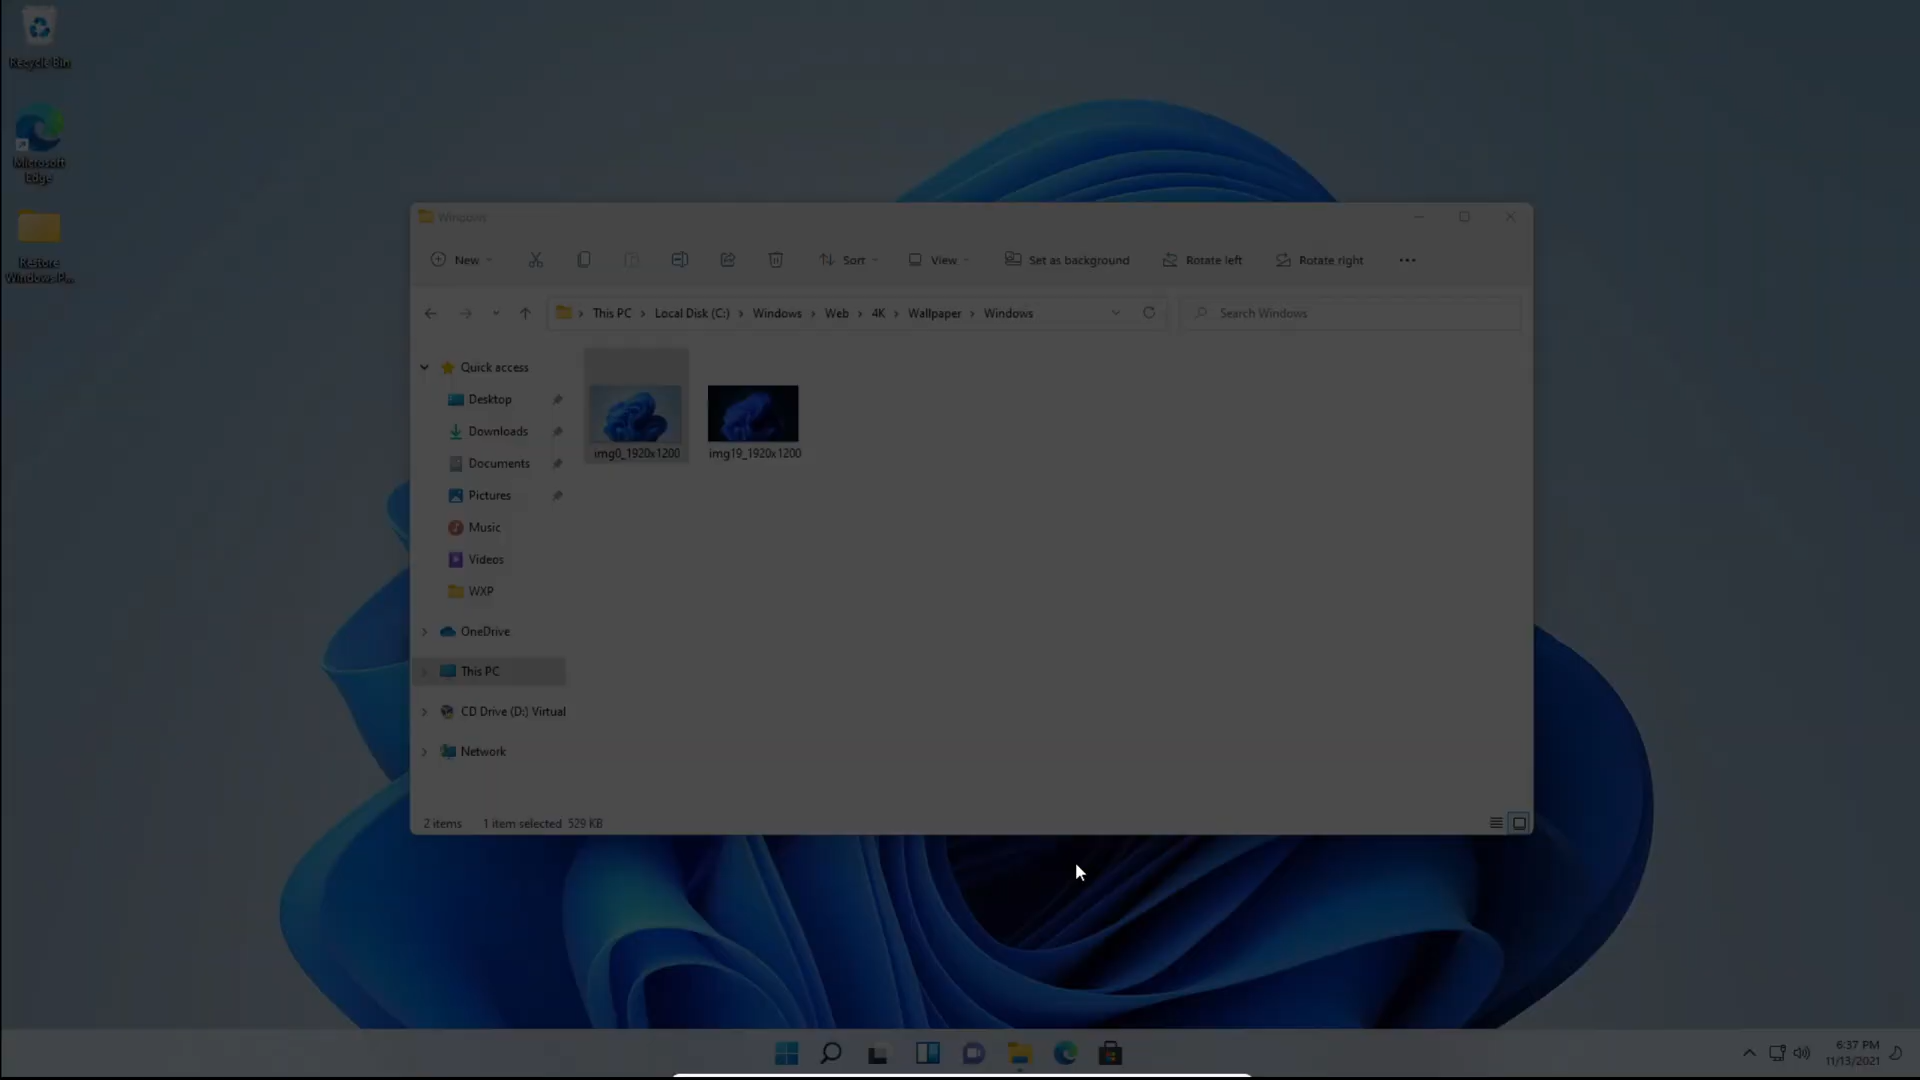 Recycle Bin
Microsoft
Edge
Restore
Windows P...
Windows
New
Sort
View
Set as background
Rotate left
Rotate right
This PC
Local Disk (C:)
Windows
Web
4K
Wallpaper
Windows
Search Windows
Quick access
Desktop
Downloads
Documents
Pictures
Music
Videos
WXP
OneDrive
This PC
CD Drive (D:) Virtual
Network
img0_1920x1200
img19_1920x1200
2 items
1 item selected 529 KB
6:37 PM
11/13/2021